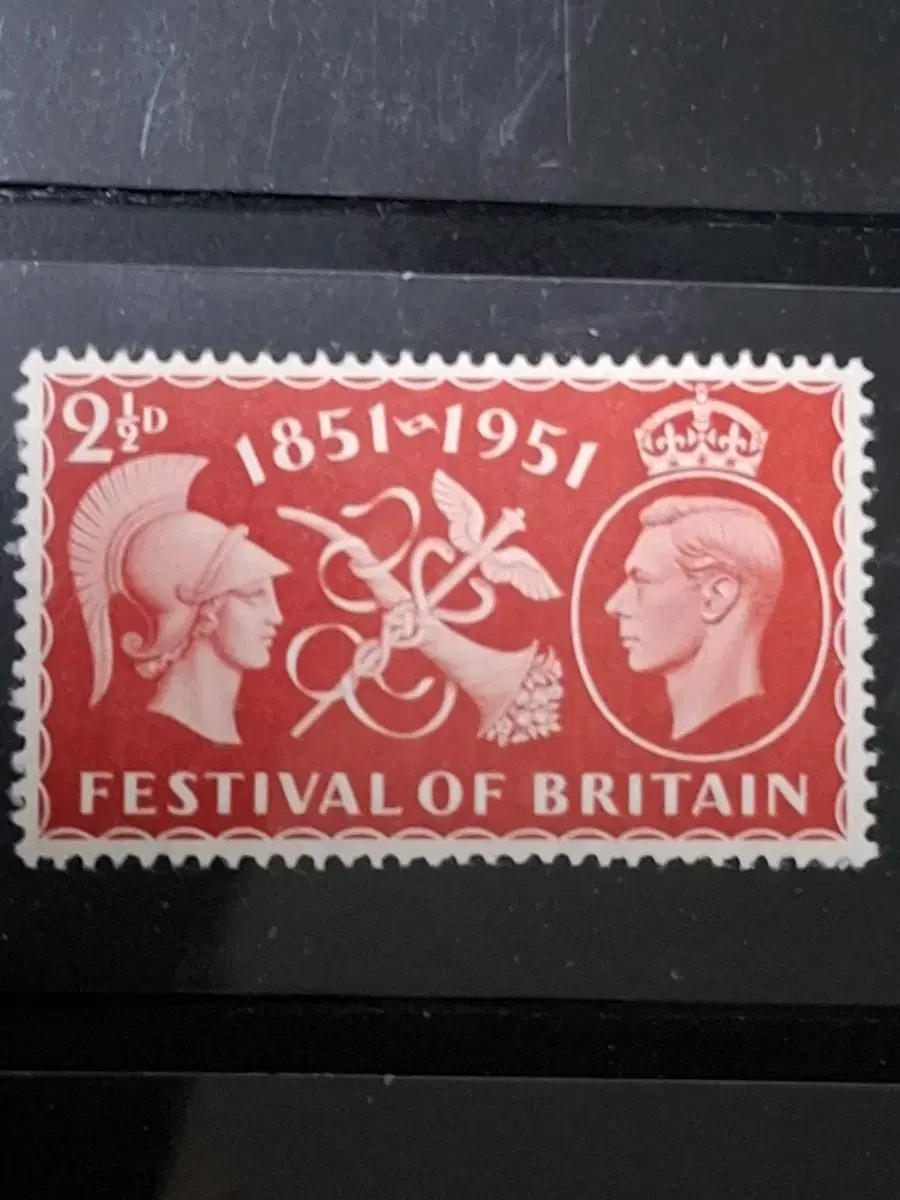 2½D
1851~1951
FESTIVAL OF BRITAIN